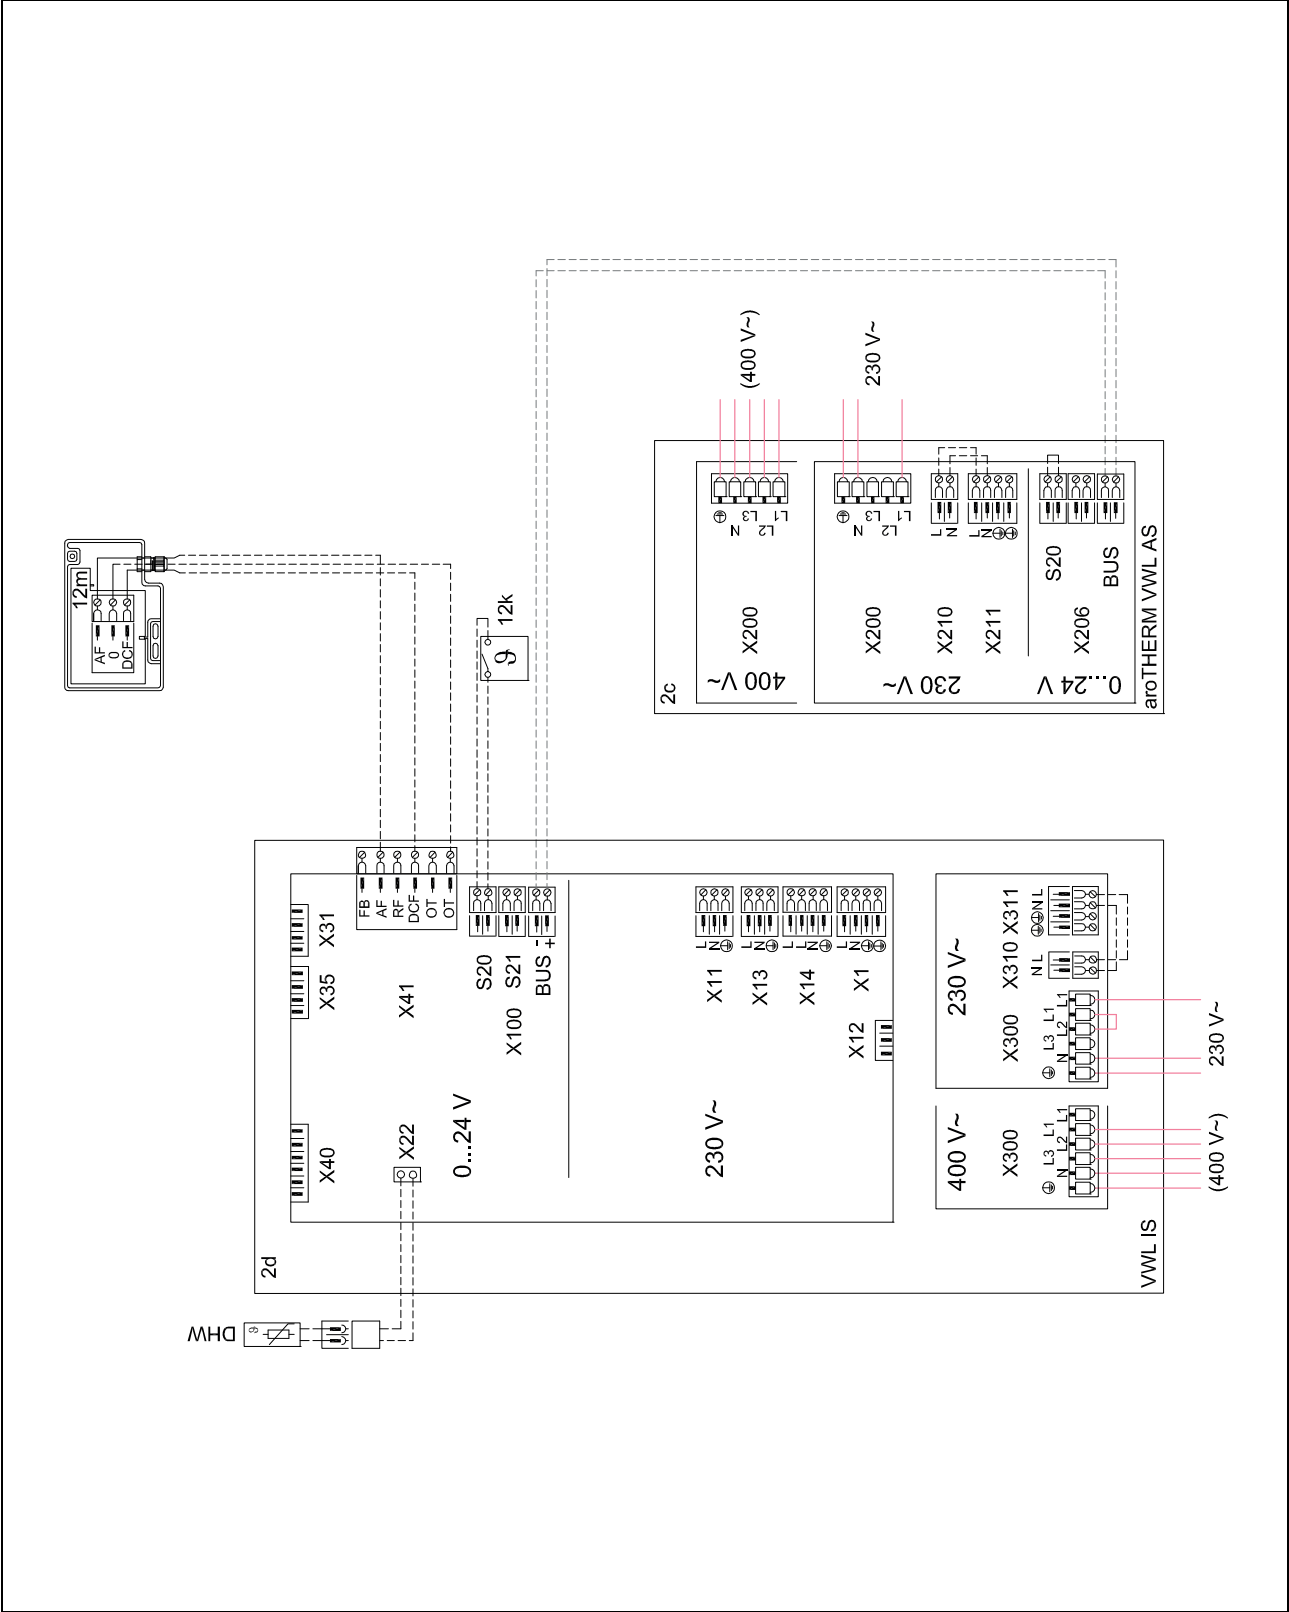 12m
AF
0
DCF
12k
(400 V~)
230 V~
2c
L1
L2
L3
N
X200
400 V~
L1
L2
L3
N
X200
L
N
X210
L
N
X211
230 V~
S20
BUS
X206
0...24 V
aroTHERM VWL AS
2d
X31
X35
X40
FB
AF
RF
DCF
OT
OT
X41
X22
S20
S21
BUS - +
X100
0...24 V
L
N
X11
L
N
X13
L
L
N
X14
L
N
X1
X12
230 V~
230 V~
N L
X311
N L
X310
L1
L1
L2
L3
N
X300
230 V~
400 V~
L1
L1
L2
L3
N
X300
(400 V~)
VWL IS
DHW
ϑ
ϑ